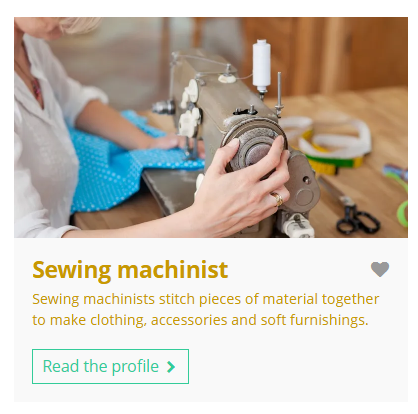 Sewing machinist
Sewing machinists stitch pieces of material together
to make clothing, accessories and soft furnishings.
Read the profile